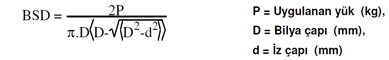 BSD = 2P / π.D(D-√(D²-d²))
P = Uygulanan yük (kg),
D = Bilya çapı (mm),
d = İz çapı (mm)